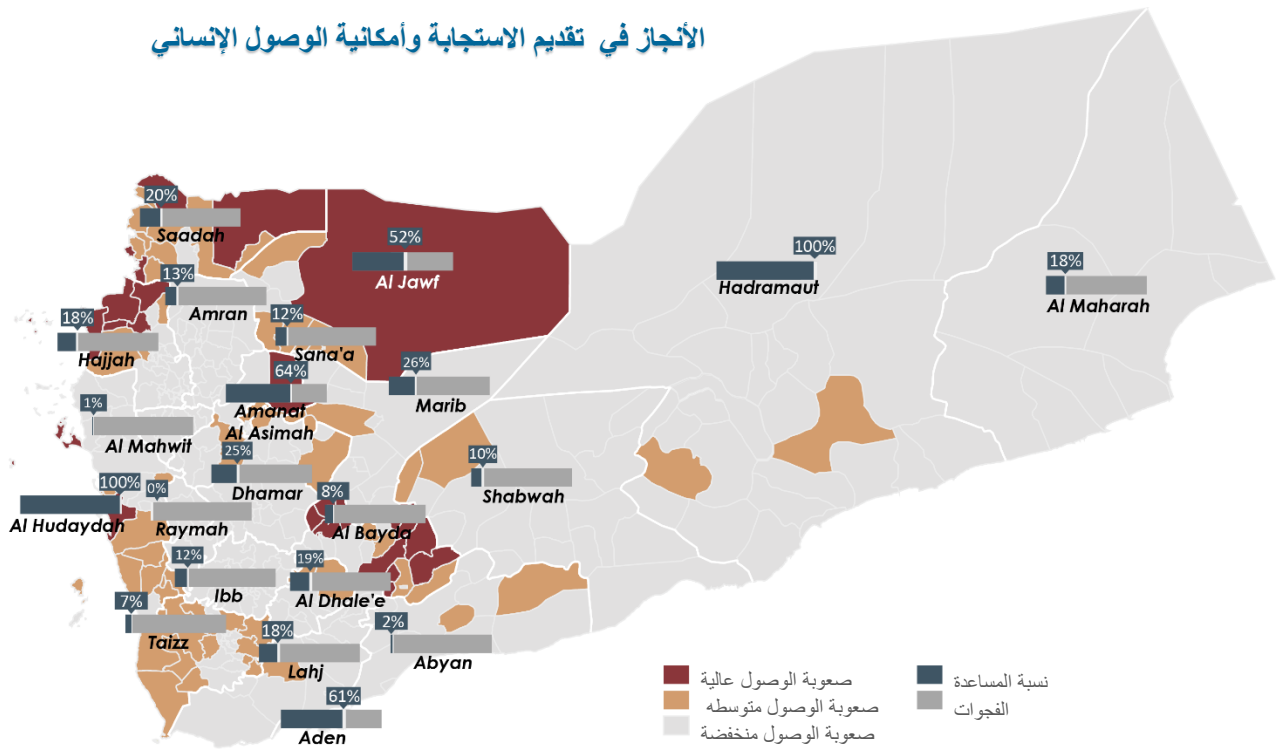 الأنجاز في تقديم الاستجابة وأمكانية الوصول الإنساني
20%
Saadah
52%
Al Jawf
100%
Hadramaut
18%
Al Maharah
13%
Amran
18%
Hajjah
12%
Sana'a
26%
Marib
64%
Amanat
Al Asimah
1%
Al Mahwit
25%
Dhamar
10%
Shabwah
100%
Al Hudaydah
0%
Raymah
8%
Al Bayda
12%
Ibb
19%
Al Dhale'e
7%
Taizz
18%
Lahj
2%
Abyan
61%
Aden
نسبة المساعدة
الفجوات
صعوبة الوصول عالية
صعوبة الوصول متوسطه
صعوبة الوصول منخفضة